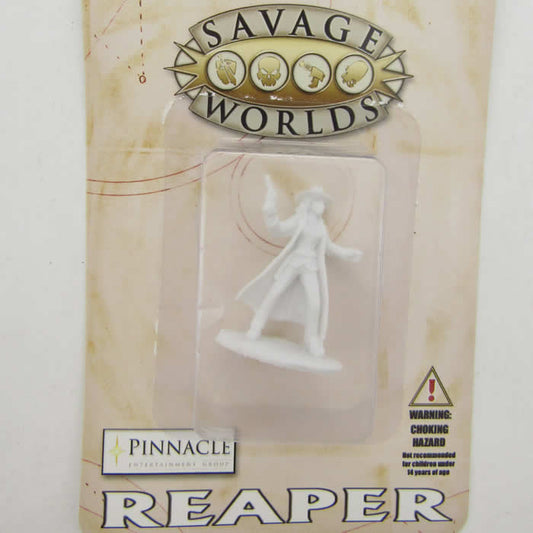 SAVAGE
WORLDS
PINNACLE
ENTERTAINMENT GROUP
WARNING:
CHOKING
HAZARD
Not recommended
for children under
14 years of age
REAPER